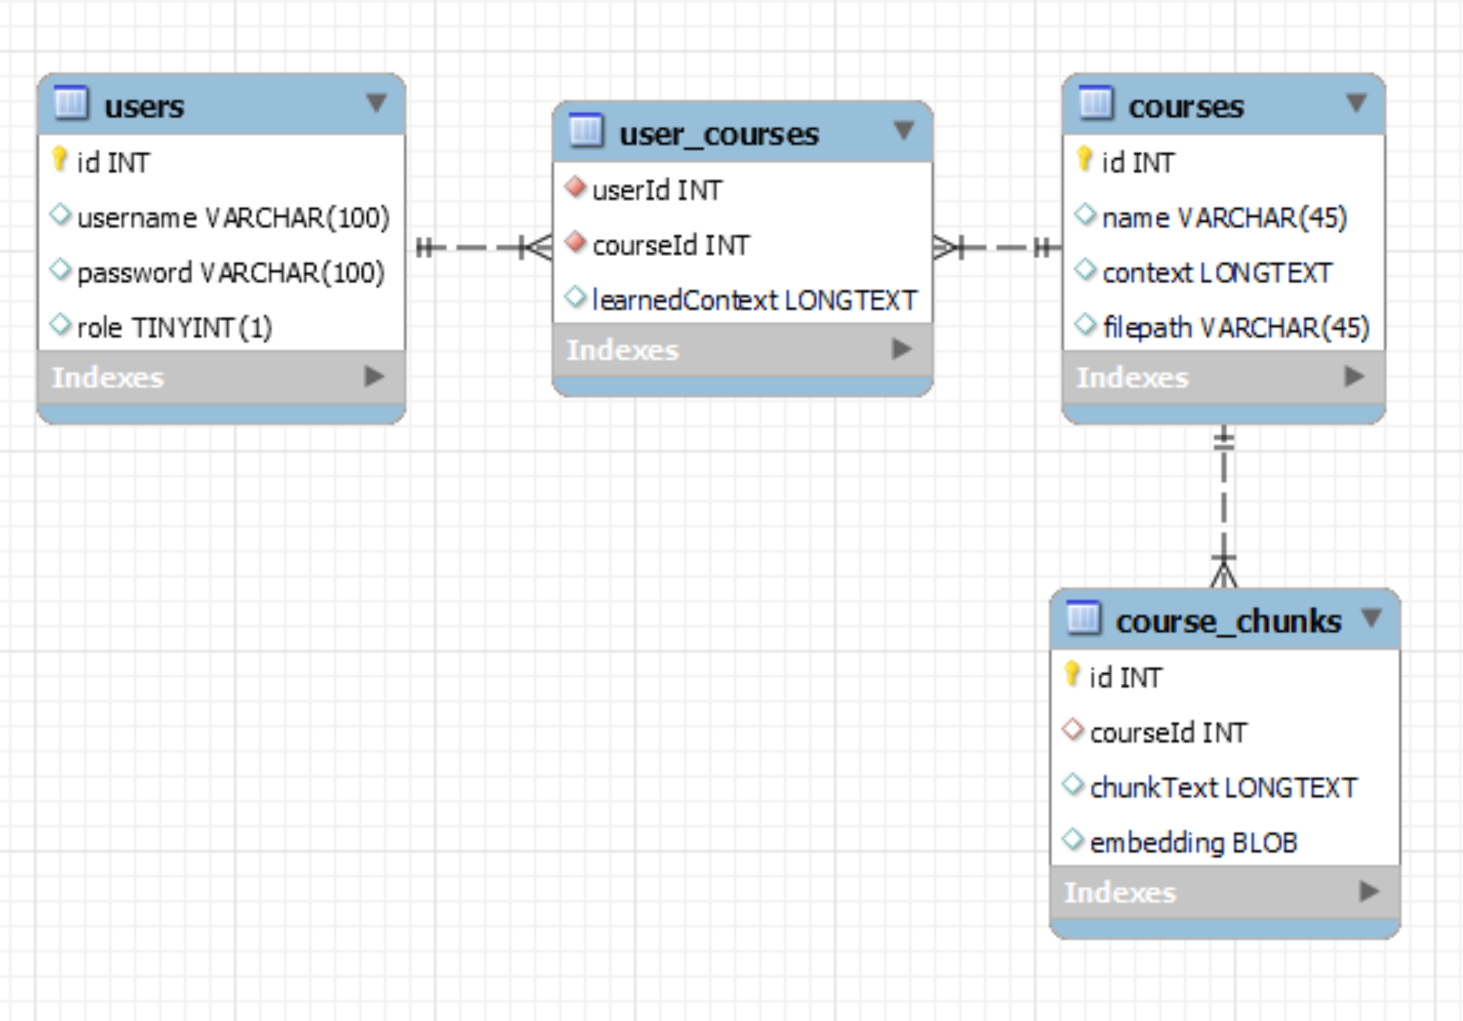 users
id INT
username VARCHAR(100)
password VARCHAR(100)
role TINYINT(1)
Indexes
user_courses
userId INT
courseId INT
learnedContext LONGTEXT
Indexes
courses
id INT
name VARCHAR(45)
context LONGTEXT
filepath VARCHAR(45)
Indexes
course_chunks
id INT
courseId INT
chunkText LONGTEXT
embedding BLOB
Indexes